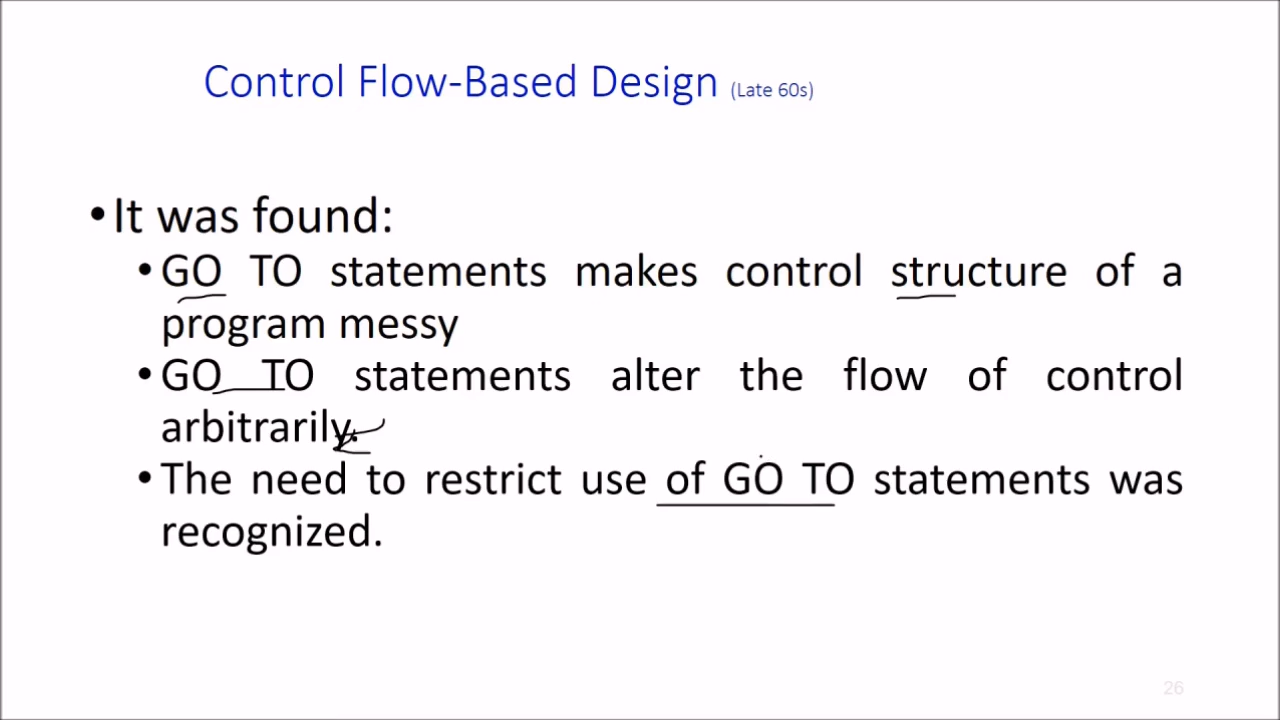 Control Flow-Based Design (Late 60s)
•It was found:
•GO TO statements makes control structure of a
program messy
•GO TO statements alter the flow of control
arbitrarily.
•The need to restrict use of GO TO statements was
recognized.
26